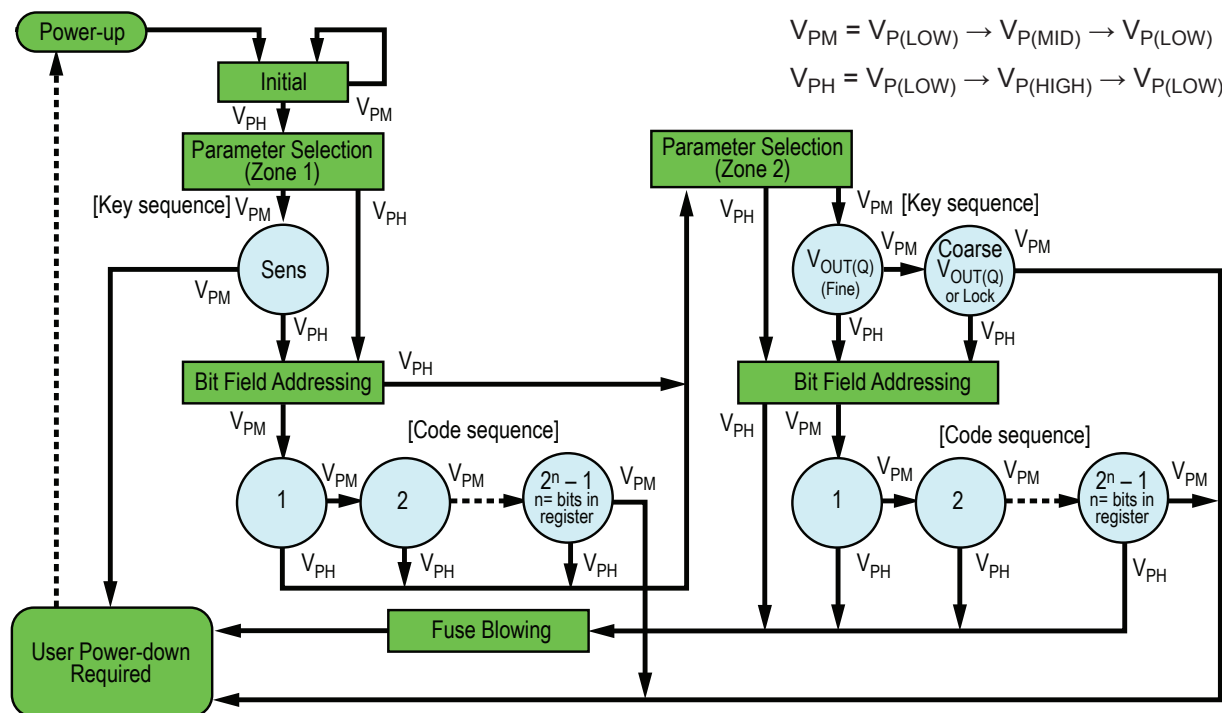 Power-up
V_PM = V_P(LOW) → V_P(MID) → V_P(LOW)
V_PH = V_P(LOW) → V_P(HIGH) → V_P(LOW)
Initial
V_PH
V_PM
Parameter Selection
(Zone 1)
[Key sequence]
V_PM
V_PH
Sens
V_PM
V_PH
Bit Field Addressing
V_PH
V_PM
[Code sequence]
1
V_PM
2
V_PM
2^n – 1
n= bits in
register
V_PM
V_PH
V_PH
V_PH
Parameter Selection
(Zone 2)
V_PH
V_PM
[Key sequence]
V_OUT(Q)
(Fine)
V_PM
Coarse
V_OUT(Q)
or Lock
V_PM
V_PH
V_PH
Bit Field Addressing
V_PH
V_PM
[Code sequence]
1
V_PM
2
V_PM
2^n – 1
n= bits in
register
V_PM
V_PH
V_PH
V_PH
Fuse Blowing
User Power-down
Required